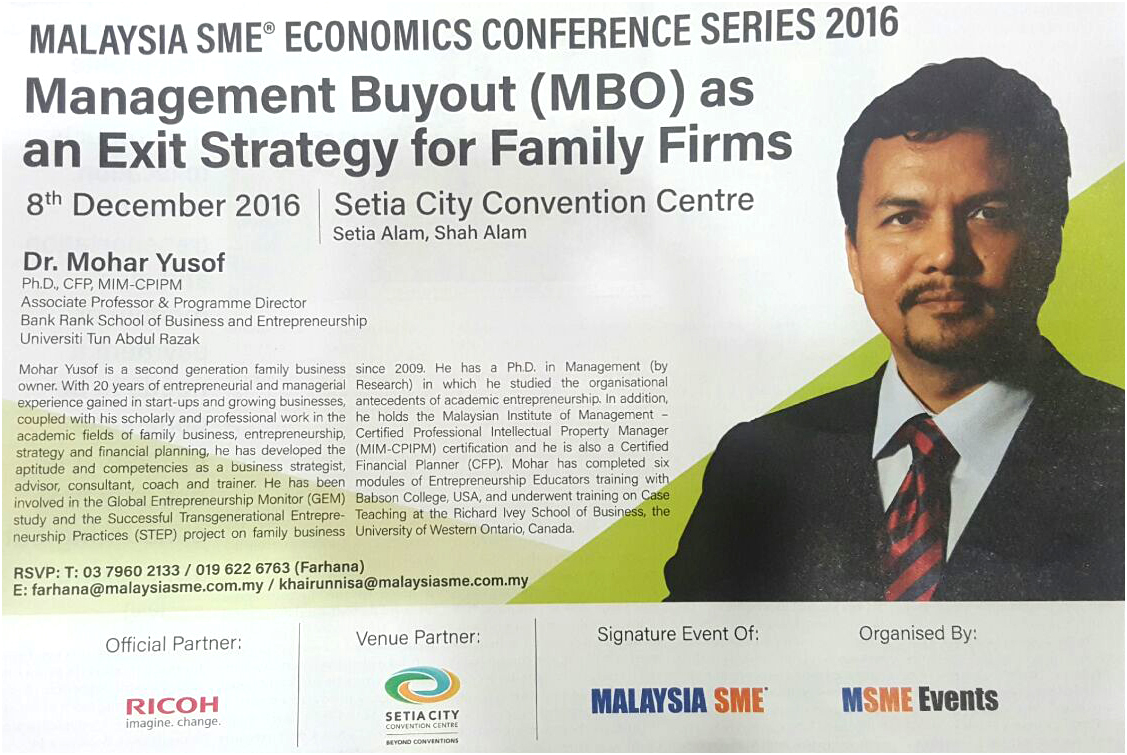 MALAYSIA SME® ECONOMICS CONFERENCE SERIES 2016
Management Buyout (MBO) as
an Exit Strategy for Family Firms
8th December 2016
Setia City Convention Centre
Setia Alam, Shah Alam
Dr. Mohar Yusof
Ph.D., CFP, MIM-CPIPM
Associate Professor & Programme Director
Bank Rank School of Business and Entrepreneurship
Universiti Tun Abdul Razak
Mohar Yusof is a second generation family business
owner. With 20 years of entrepreneurial and managerial
experience gained in start-ups and growing businesses,
coupled with his scholarly and professional work in the
academic fields of family business, entrepreneurship,
strategy and financial planning, he has developed the
aptitude and competencies as a business strategist,
advisor, consultant, coach and trainer. He has been
involved in the Global Entrepreneurship Monitor (GEM)
study and the Successful Transgenerational Entrepre-
neurship Practices (STEP) project on family business
since 2009. He has a Ph.D. in Management (by
Research) in which he studied the organisational
antecedents of academic entrepreneurship. In addition,
he holds the Malaysian Institute of Management –
Certified Professional Intellectual Property Manager
(MIM-CPIPM) certification and he is also a Certified
Financial Planner (CFP). Mohar has completed six
modules of Entrepreneurship Educators training with
Babson College, USA, and underwent training on Case
Teaching at the Richard Ivey School of Business, the
University of Western Ontario, Canada.
RSVP: T: 03 7960 2133 / 019 622 6763 (Farhana)
E: farhana@malaysiasme.com.my / khairunnisa@malaysiasme.com.my
Official Partner:
RICOH
imagine. change.
Venue Partner:
SETIA CITY
CONVENTION CENTRE
BEYOND CONVENTIONS
Signature Event Of:
MALAYSIA SME
Organised By:
MSME Events